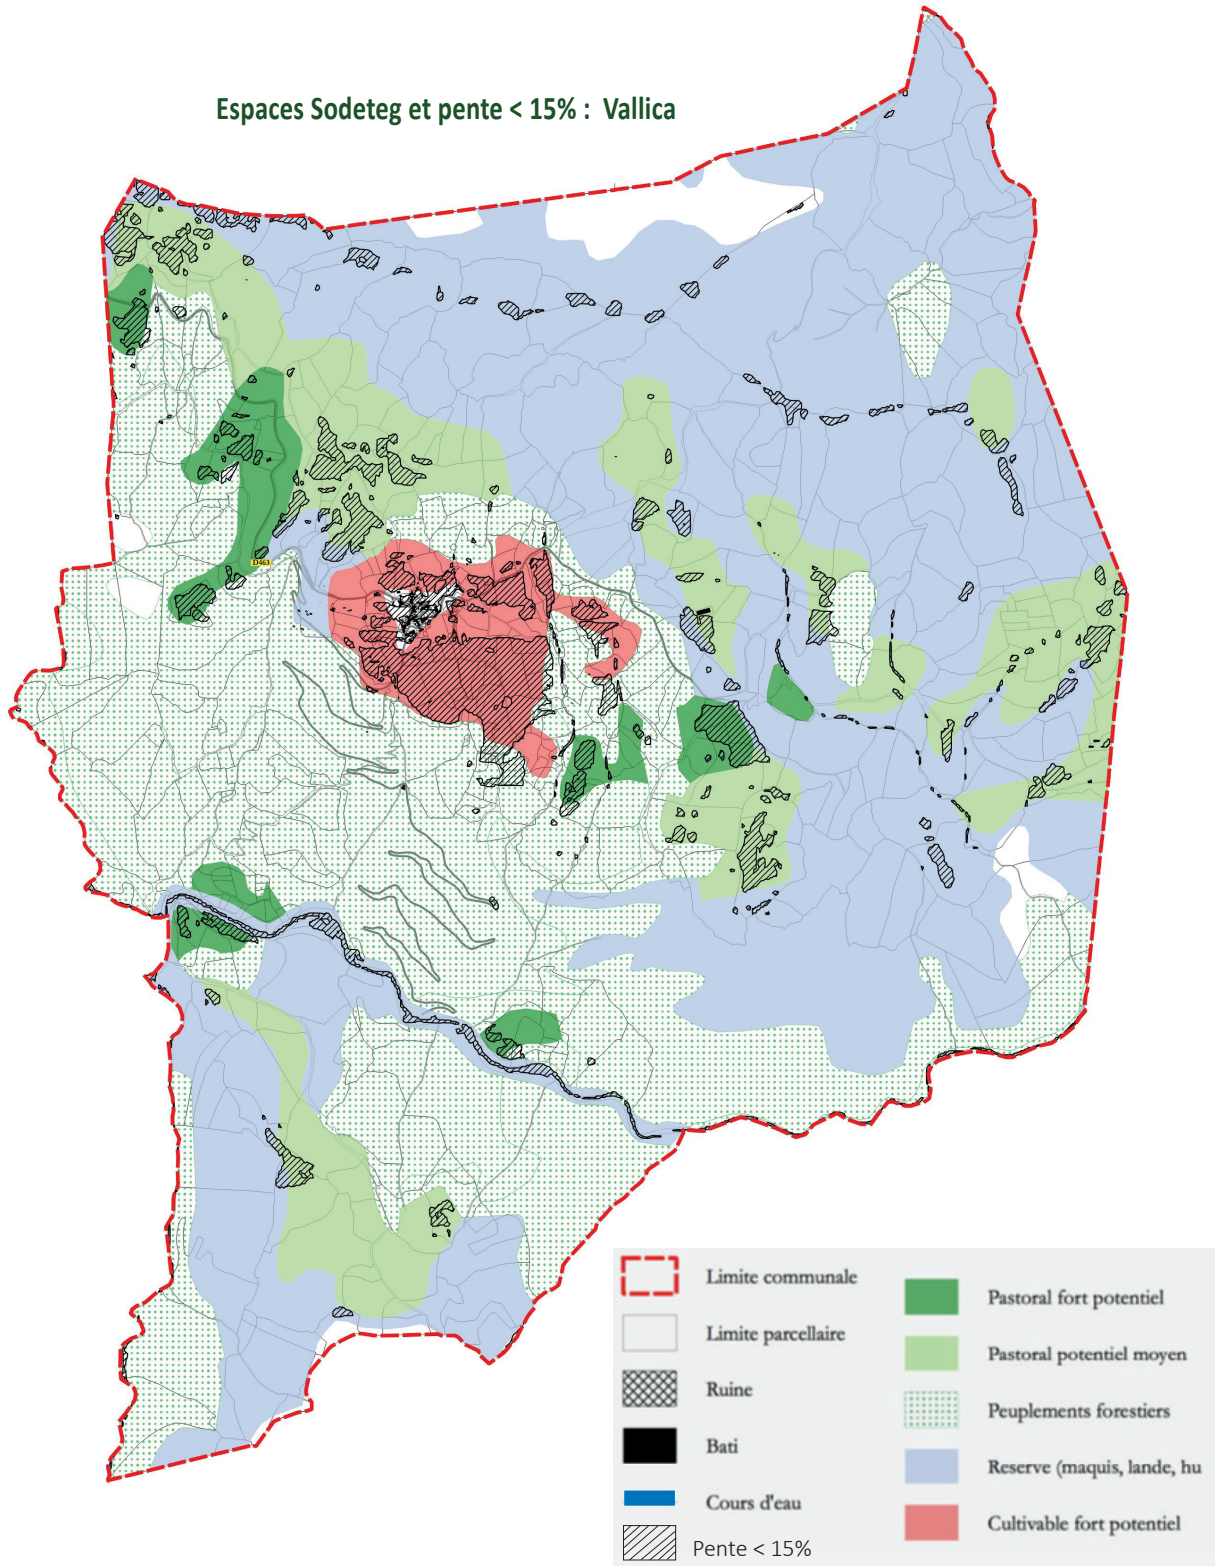 Espaces Sodeteg et pente < 15% : Vallica
D463
Limite communale
Limite parcellaire
Ruine
Bati
Cours d'eau
Pente < 15%
Pastoral fort potentiel
Pastoral potentiel moyen
Peuplements forestiers
Reserve (maquis, lande, hu
Cultivable fort potentiel